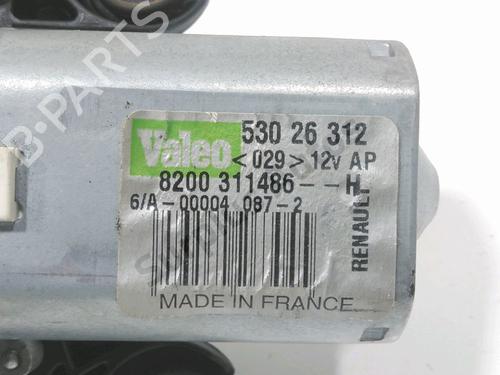 Valeo
530 26 312
<029> 12v AP
8200 311486--H
6/A-00004 087-2
RENAULT
MADE IN FRANCE
B-PARTS